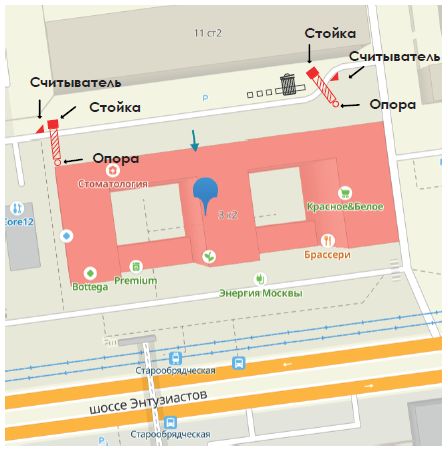 11 ст2
Стойка
Считыватель
Считыватель
Р
Стойка
Опора
Опора
Стоматология
Красное&Белое
3 с2
Core12
Брассери
Bottega
Premium
Энергия Москвы
Старообрядческая
шоссе Энтузиастов
Старообрядческая
P